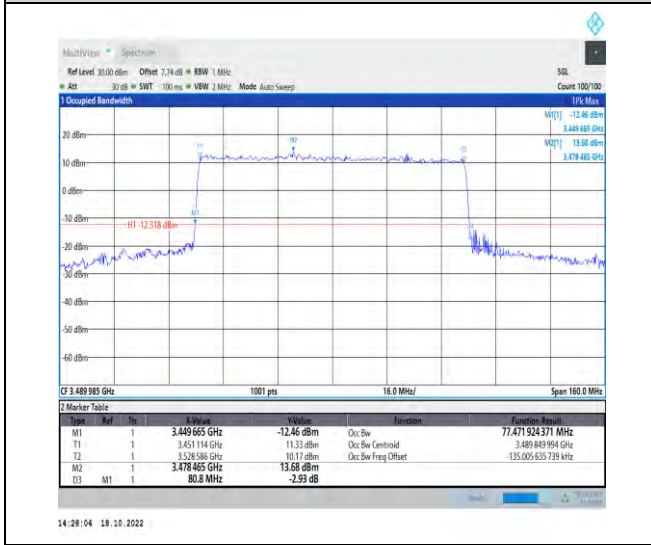 MultiView Spectrum
Ref Level 30.00 dBm Offset 7.74 dB RBW 1 MHz SGL
Att 30 dB SWT 100 ms VBW 2 MHz Mode Auto Sweep Count 100/100
1 Occupied Bandwidth 1Pk Max
M1[1] -12.46 dBm
3.449 665 GHz
M2[1] 13.68 dBm
3.478 465 GHz
20 dBm
T1 M2 T2
10 dBm
0 dBm
-10 dBm
M1
H1 -12.318 dBm
-20 dBm
-30 dBm
-40 dBm
-50 dBm
-60 dBm
CF 3.489 985 GHz 1001 pts 16.0 MHz/ Span 160.0 MHz
2 Marker Table
Type Ref Trc X-Value Y-Value Function Function Result
M1 1 3.449 665 GHz -12.46 dBm Occ Bw 77.471 924 371 MHz
T1 1 3.451 114 GHz 11.33 dBm Occ Bw Centroid 3.489 849 994 GHz
T2 1 3.528 586 GHz 10.17 dBm Occ Bw Freq Offset -135.005 635 739 kHz
M2 1 3.478 465 GHz 13.68 dBm
D3 M1 1 80.8 MHz -2.93 dB
14:28:04 18.10.2022